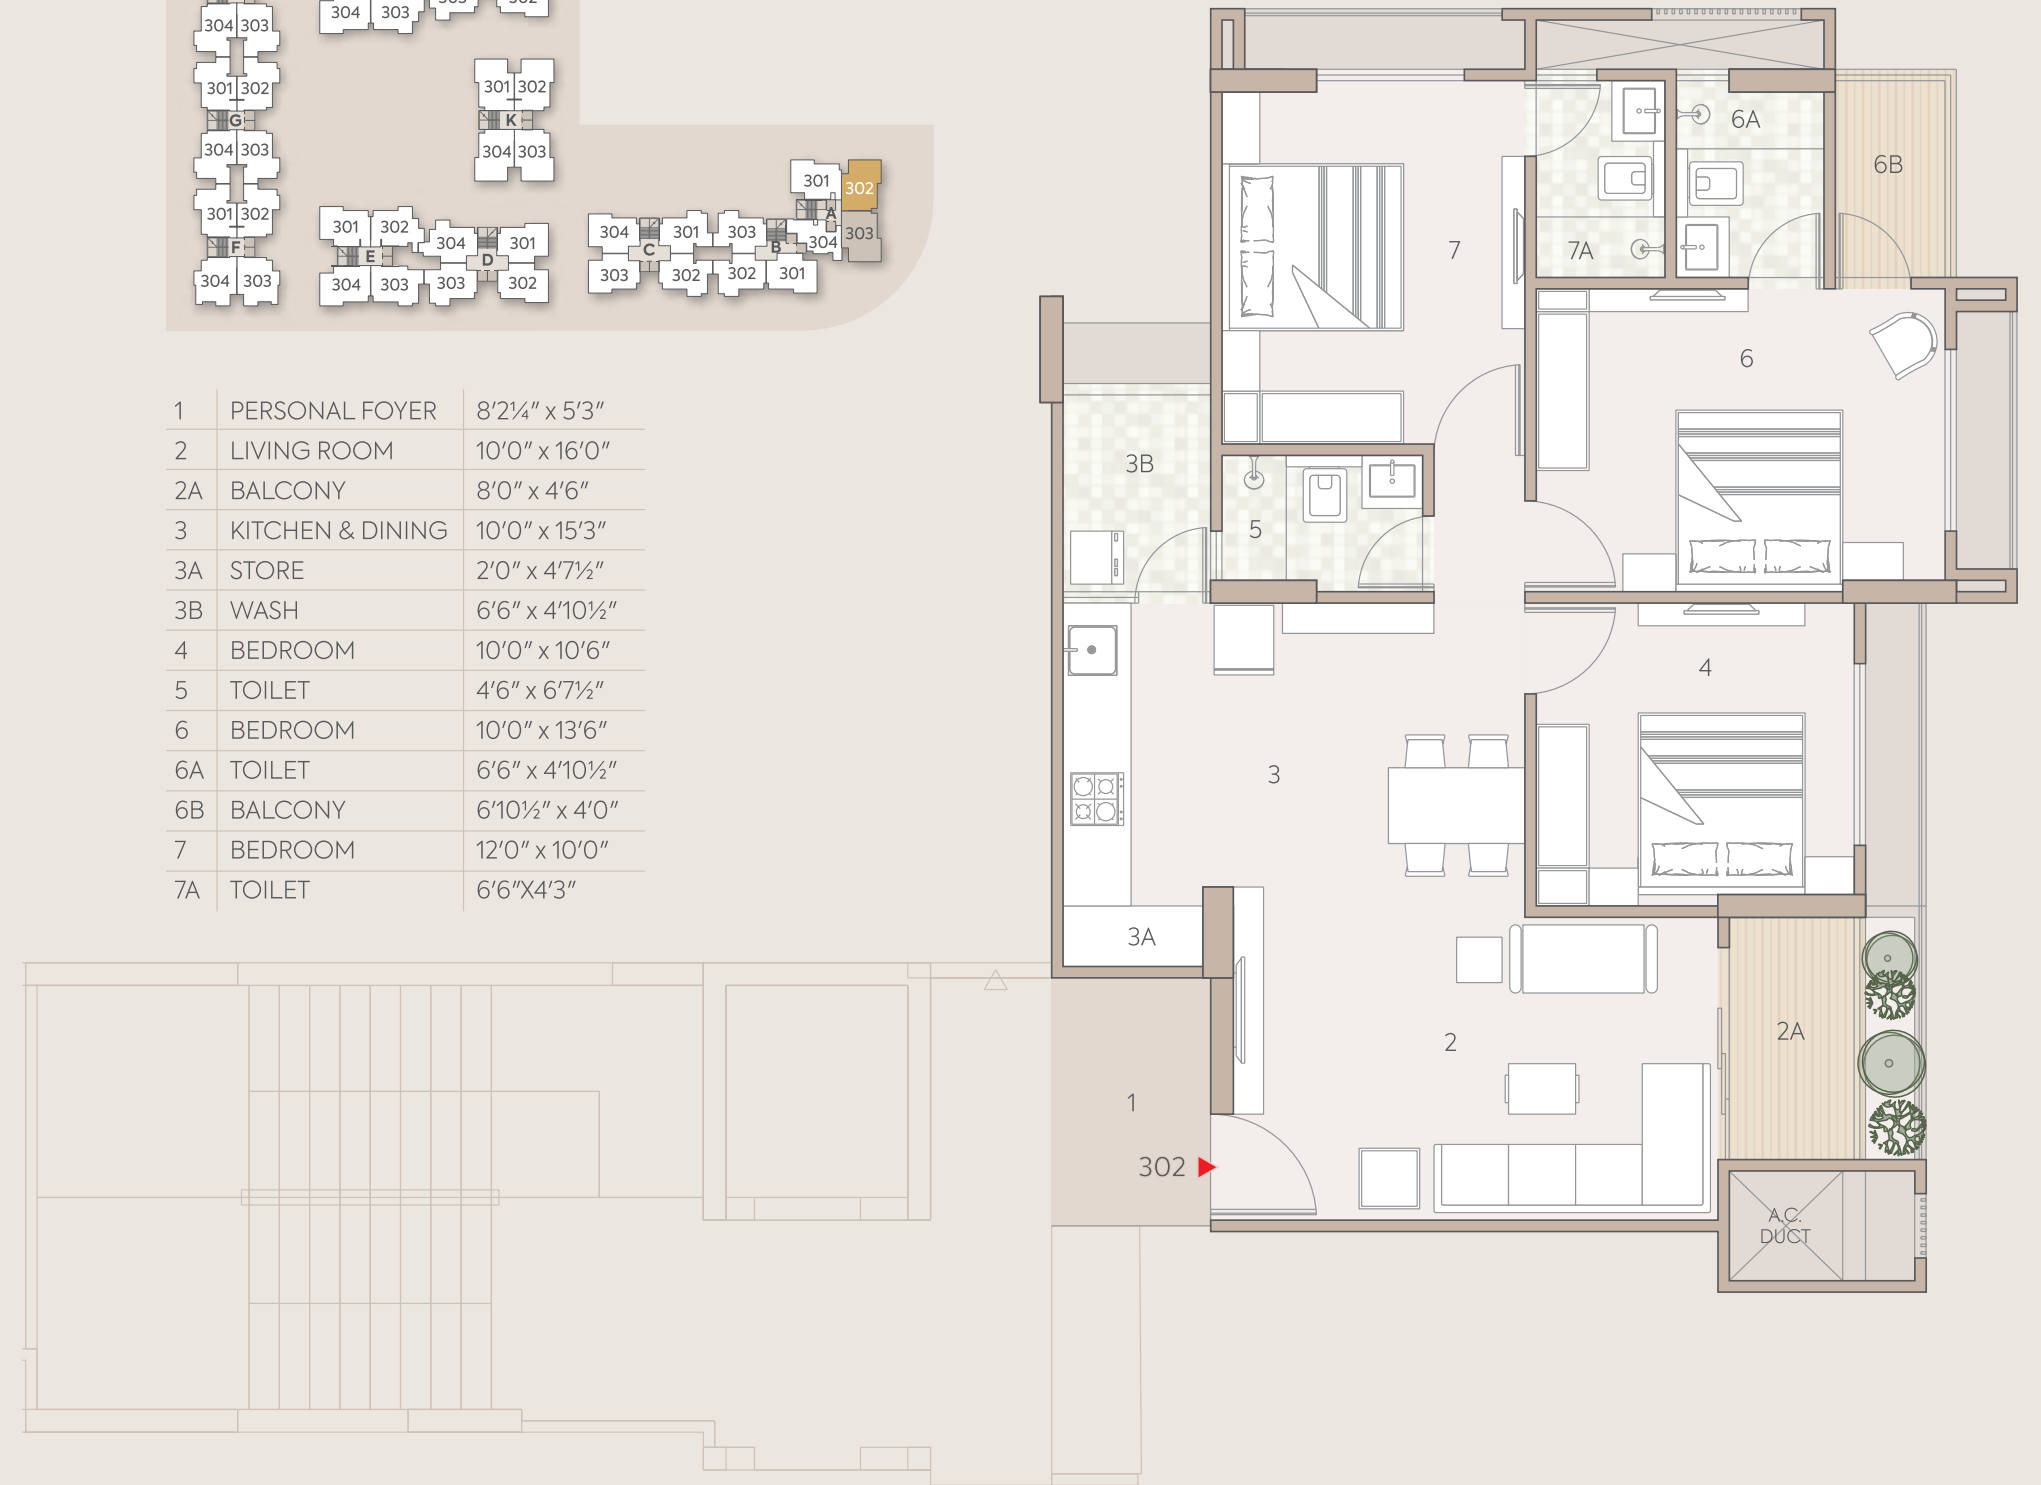 304 303 302
304 303
301 302
G
304 303
301 302
F
304 303
301 302
K
304 303
301 302
E
304 303
304 301
D
303 302
304 301
C
303 302
303 304
B
302 301
301 302
A
303
1 PERSONAL FOYER 8'2¼" x 5'3"
2 LIVING ROOM 10'0" x 16'0"
2A BALCONY 8'0" x 4'6"
3 KITCHEN & DINING 10'0" x 15'3"
3A STORE 2'0" x 4'7½"
3B WASH 6'6" x 4'10½"
4 BEDROOM 10'0" x 10'6"
5 TOILET 4'6" x 6'7½"
6 BEDROOM 10'0" x 13'6"
6A TOILET 6'6" x 4'10½"
6B BALCONY 6'10½" x 4'0"
7 BEDROOM 12'0" x 10'0"
7A TOILET 6'6"X4'3"
6A
6B
7
7A
6
3B
5
4
3
3A
2
2A
1
302
A.C.
DUCT